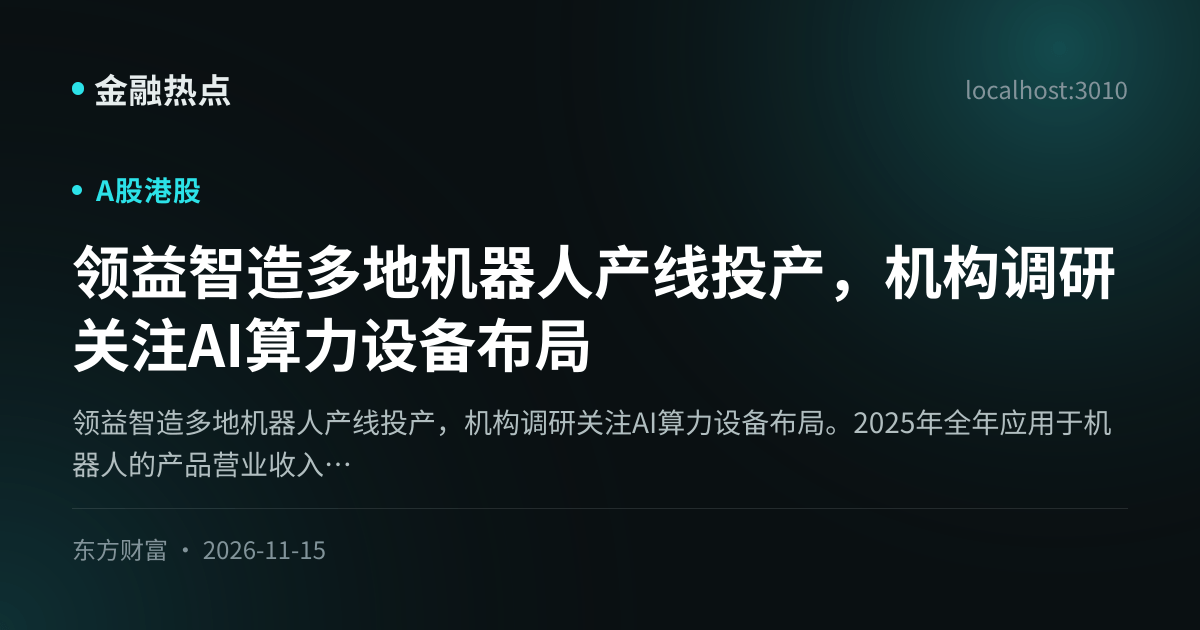 金融热点
localhost:3010
A股港股
领益智造多地机器人产线投产，机构调研
关注AI算力设备布局
领益智造多地机器人产线投产，机构调研关注AI算力设备布局。2025年全年应用于机
器人的产品营业收入…
东方财富 • 2026-11-15